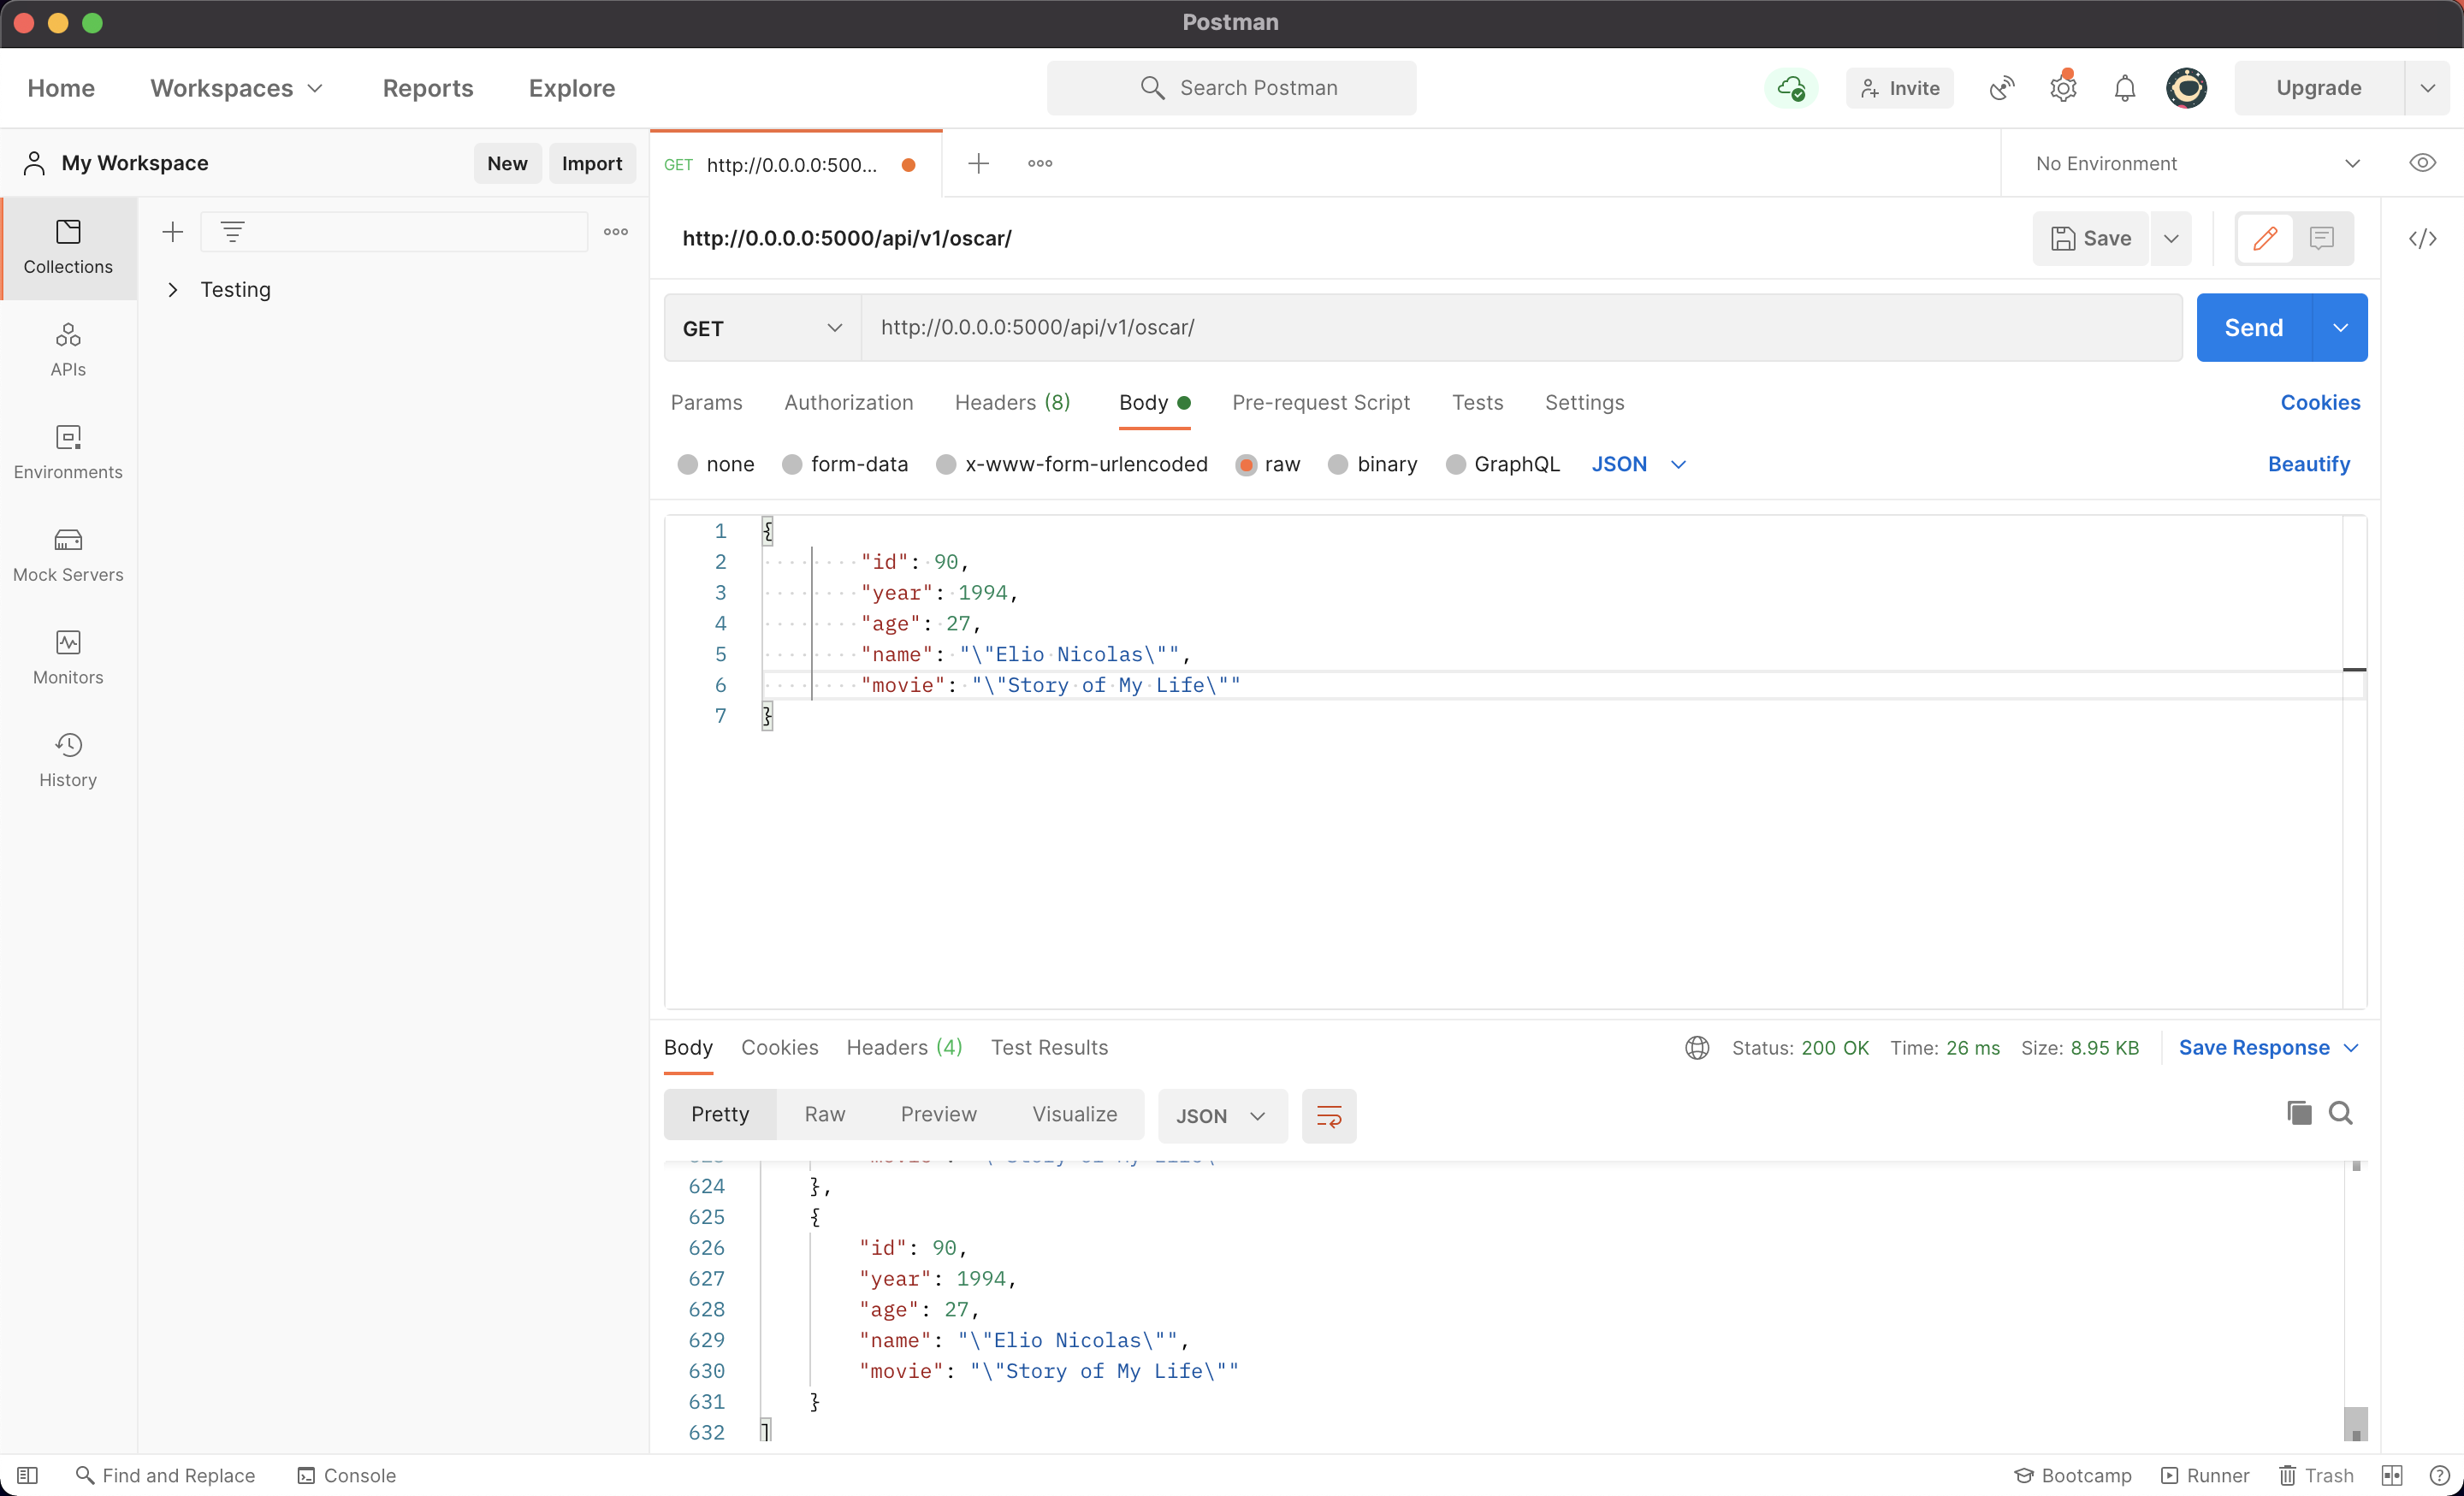 Postman
Home Workspaces Reports Explore Search Postman Invite Upgrade
My Workspace New Import GET http://0.0.0.0:500... No Environment
Collections
Testing
APIs
Environments
Mock Servers
Monitors
History
http://0.0.0.0:5000/api/v1/oscar/ Save
GET http://0.0.0.0:5000/api/v1/oscar/ Send
Params Authorization Headers (8) Body Pre-request Script Tests Settings Cookies
none form-data x-www-form-urlencoded raw binary GraphQL JSON Beautify
1 {
2 "id": 90,
3 "year": 1994,
4 "age": 27,
5 "name": "\"Elio Nicolas\"",
6 "movie": "\"Story of My Life\""
7 }
Body Cookies Headers (4) Test Results Status: 200 OK Time: 26 ms Size: 8.95 KB Save Response
Pretty Raw Preview Visualize JSON
624 },
625 {
626 "id": 90,
627 "year": 1994,
628 "age": 27,
629 "name": "\"Elio Nicolas\"",
630 "movie": "\"Story of My Life\""
631 }
632 ]
Find and Replace Console Bootcamp Runner Trash